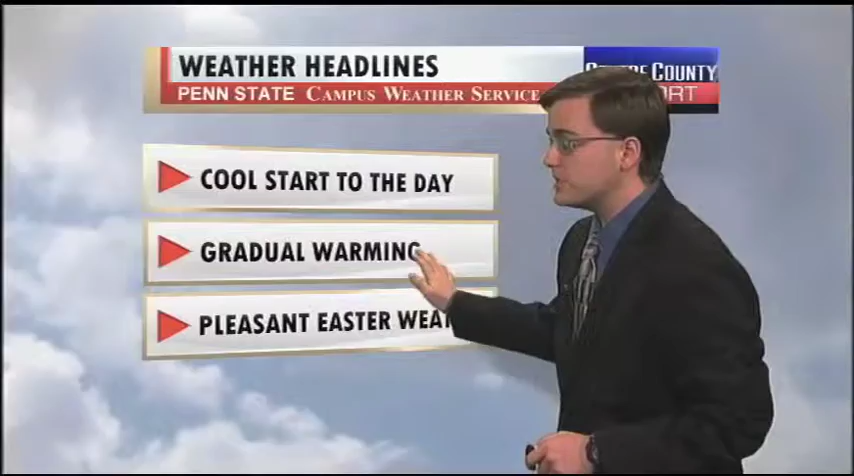 WEATHER HEADLINES
COUNTY
PENN STATE CAMPUS WEATHER SERVICE
COOL START TO THE DAY
GRADUAL WARMING
PLEASANT EASTER